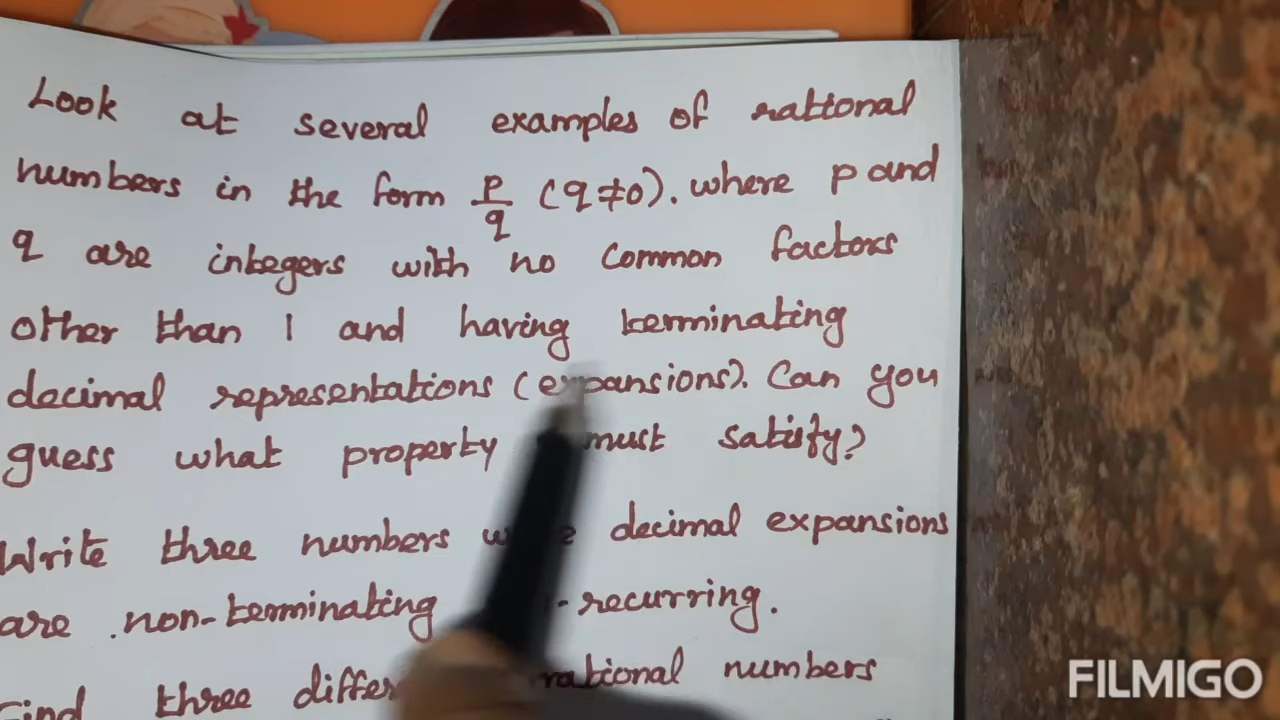 Look at several examples of rational
numbers in the form p/q (q≠0). where p and
q are integers with no common factors
other than 1 and having terminating
decimal representations (expansions). Can you
guess what property must satisfy?
Write three numbers decimal expansions
are non-terminating -recurring.
Find three numbers
FILMIGO